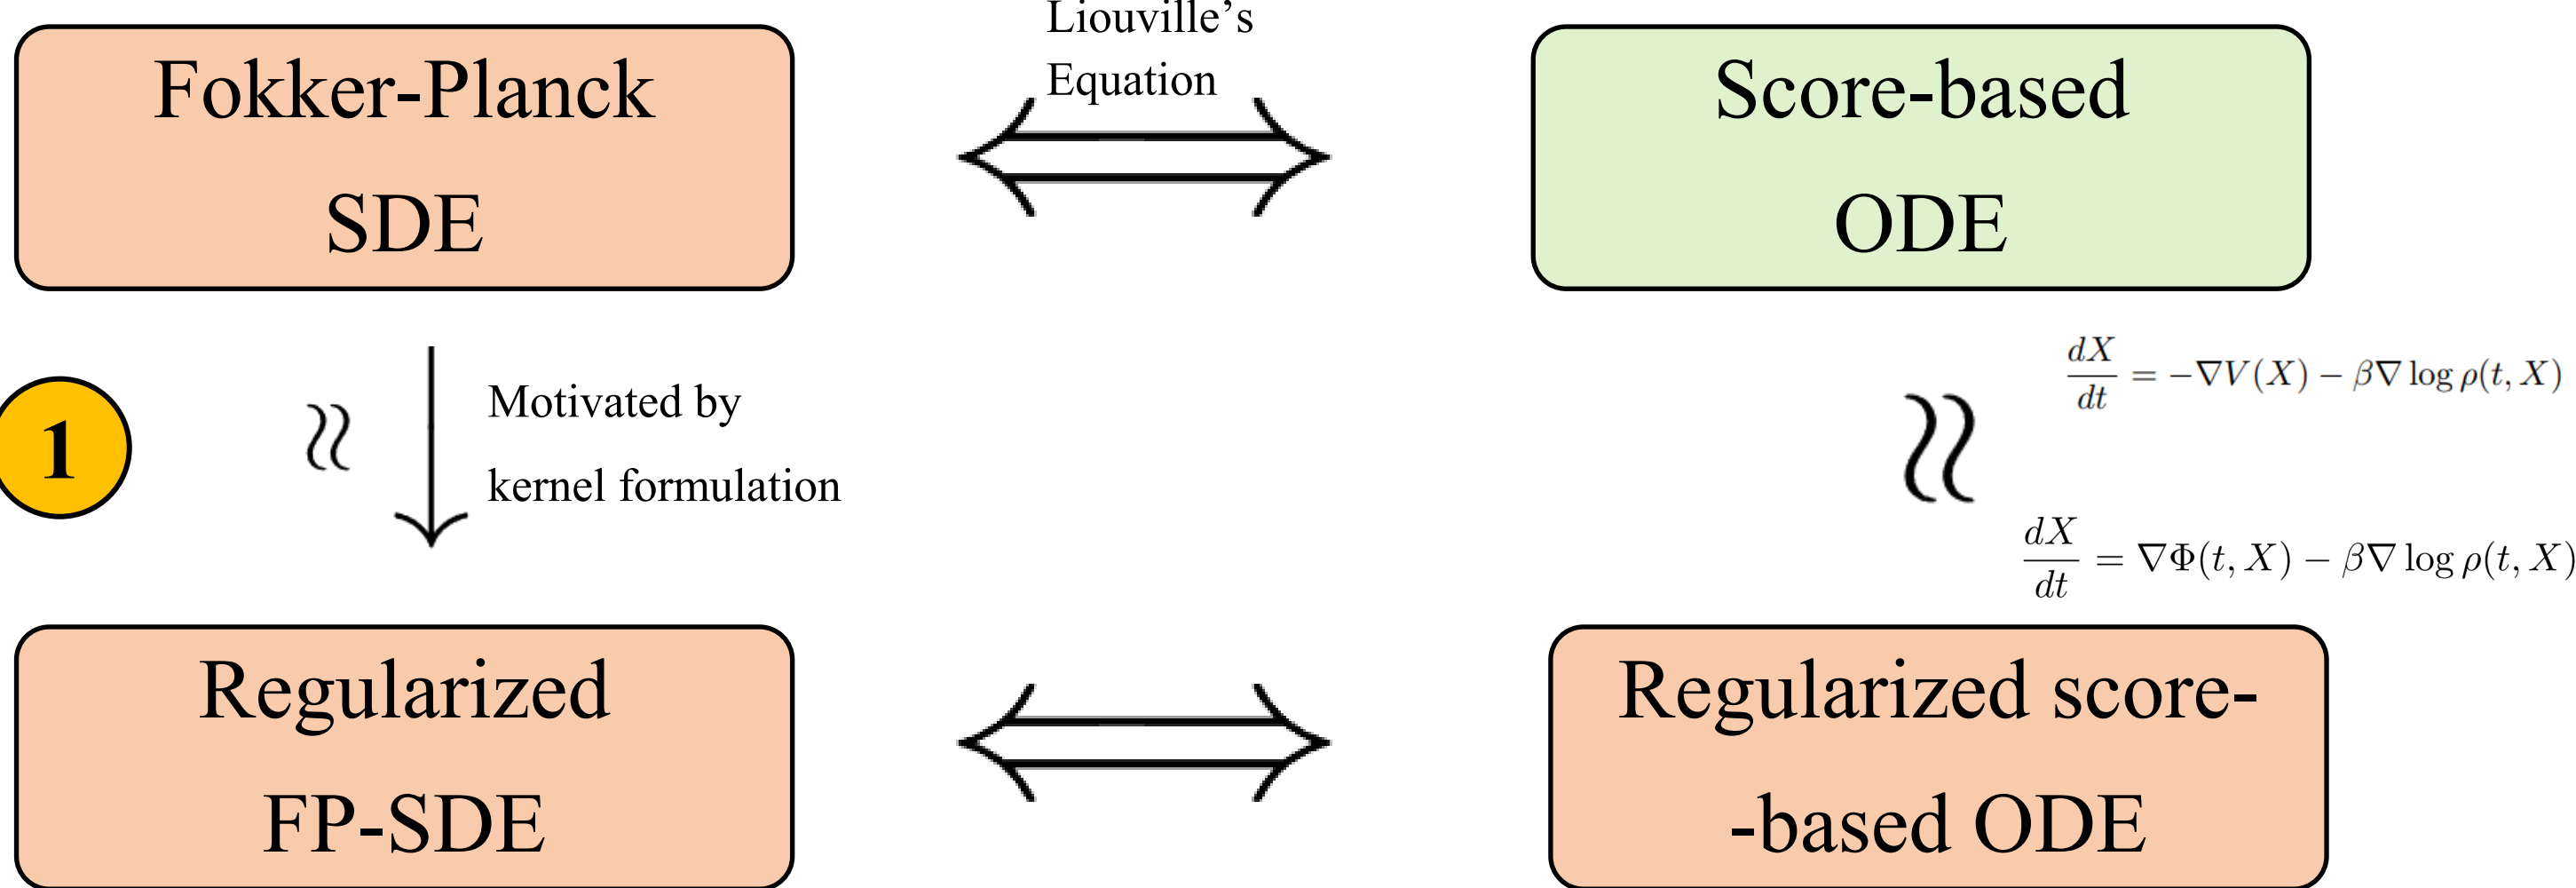 Liouville's
Equation
Fokker-Planck
SDE
Score-based
ODE
1
≈
Motivated by
kernel formulation
≈
dX/dt = −∇V(X) − β∇ log ρ(t, X)
dX/dt = ∇Φ(t, X) − β∇ log ρ(t, X)
Regularized
FP-SDE
Regularized score-
-based ODE